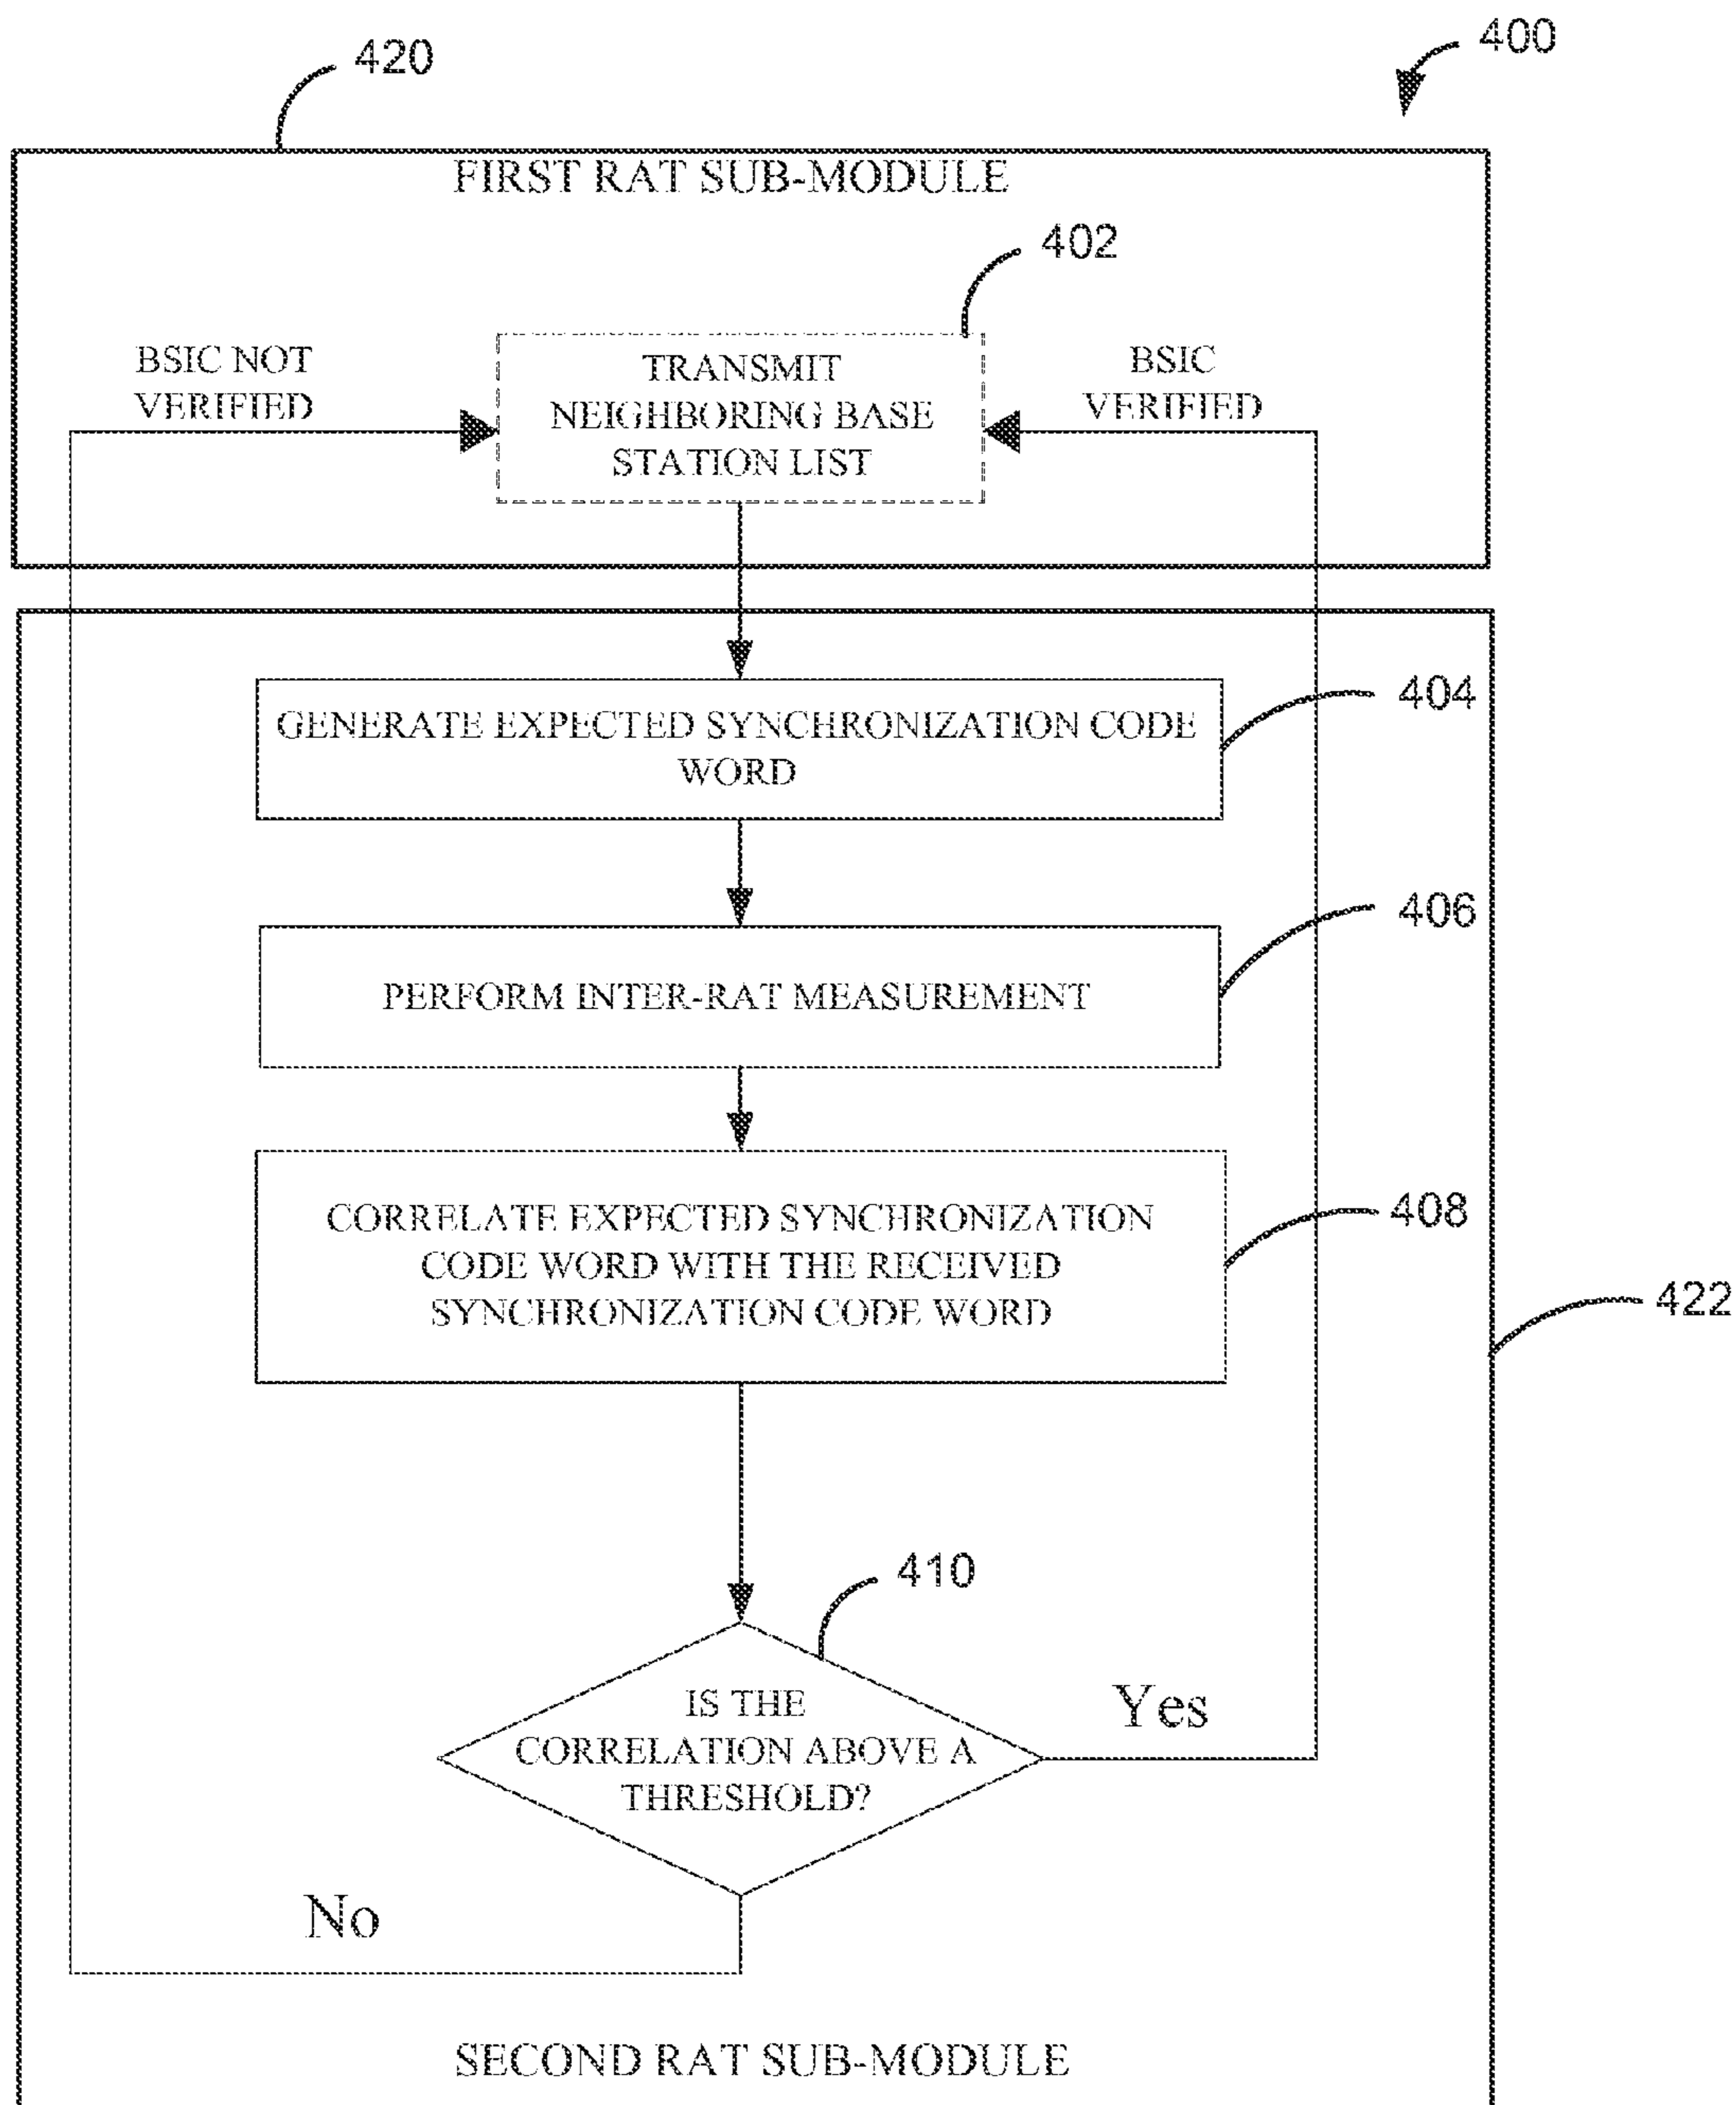 400
420
FIRST RAT SUB-MODULE
402
BSIC NOT
VERIFIED
TRANSMIT
NEIGHBORING BASE
STATION LIST
BSIC
VERIFIED
404
GENERATE EXPECTED SYNCHRONIZATION CODE
WORD
406
PERFORM INTER-RAT MEASUREMENT
408
CORRELATE EXPECTED SYNCHRONIZATION
CODE WORD WITH THE RECEIVED
SYNCHRONIZATION CODE WORD
422
410
IS THE
CORRELATION ABOVE A
THRESHOLD?
Yes
No
SECOND RAT SUB-MODULE